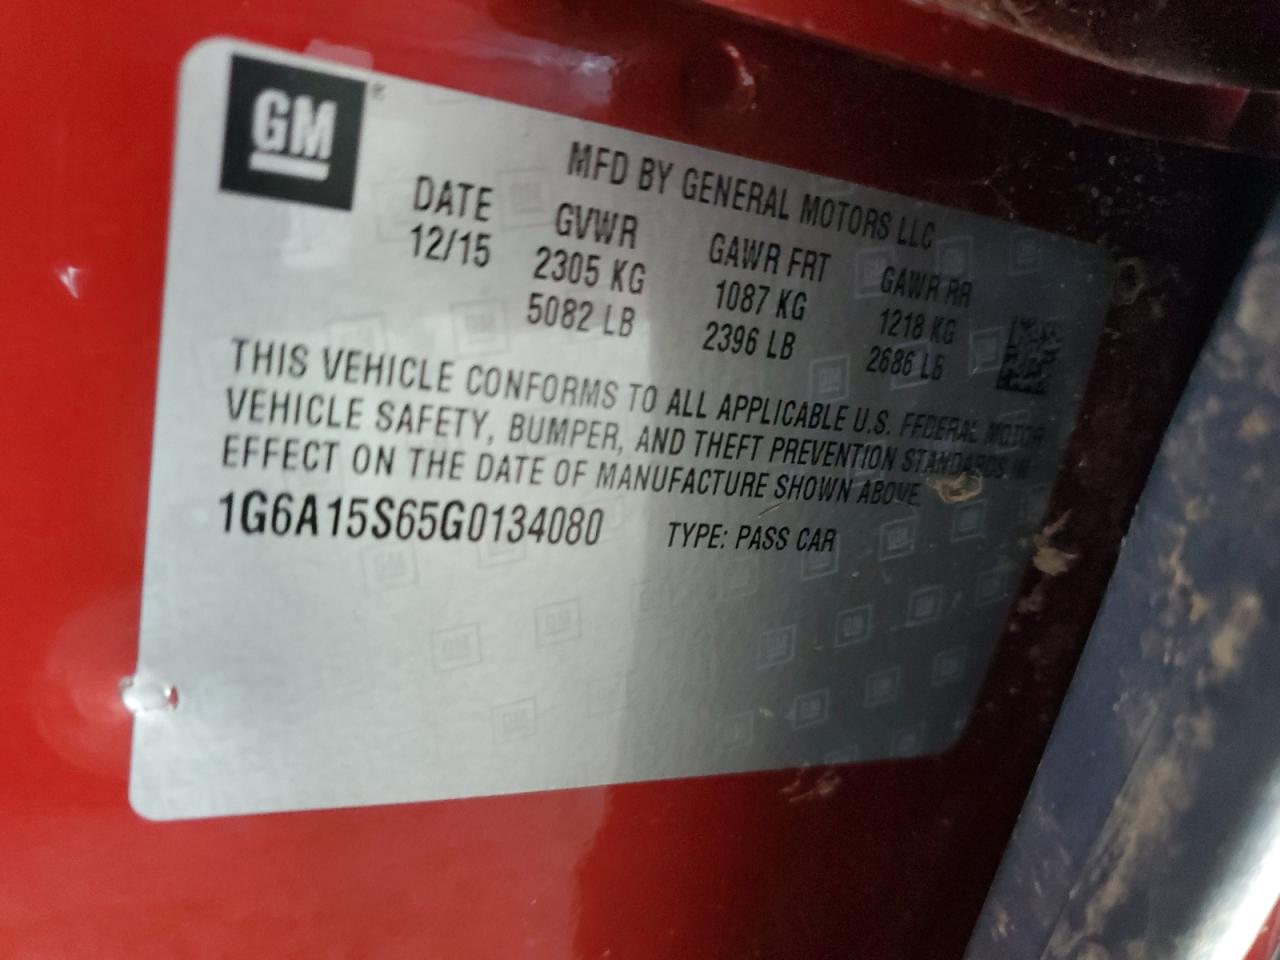 GM
MFD BY GENERAL MOTORS LLC
DATE GVWR GAWR FRT GAWR RR
12/15 2305 KG 1087 KG 1218 KG
5082 LB 2396 LB 2686 LB
THIS VEHICLE CONFORMS TO ALL APPLICABLE U.S. FEDERAL MOTOR
VEHICLE SAFETY, BUMPER, AND THEFT PREVENTION STANDARDS IN
EFFECT ON THE DATE OF MANUFACTURE SHOWN ABOVE
1G6A15S65G0134080 TYPE: PASS CAR